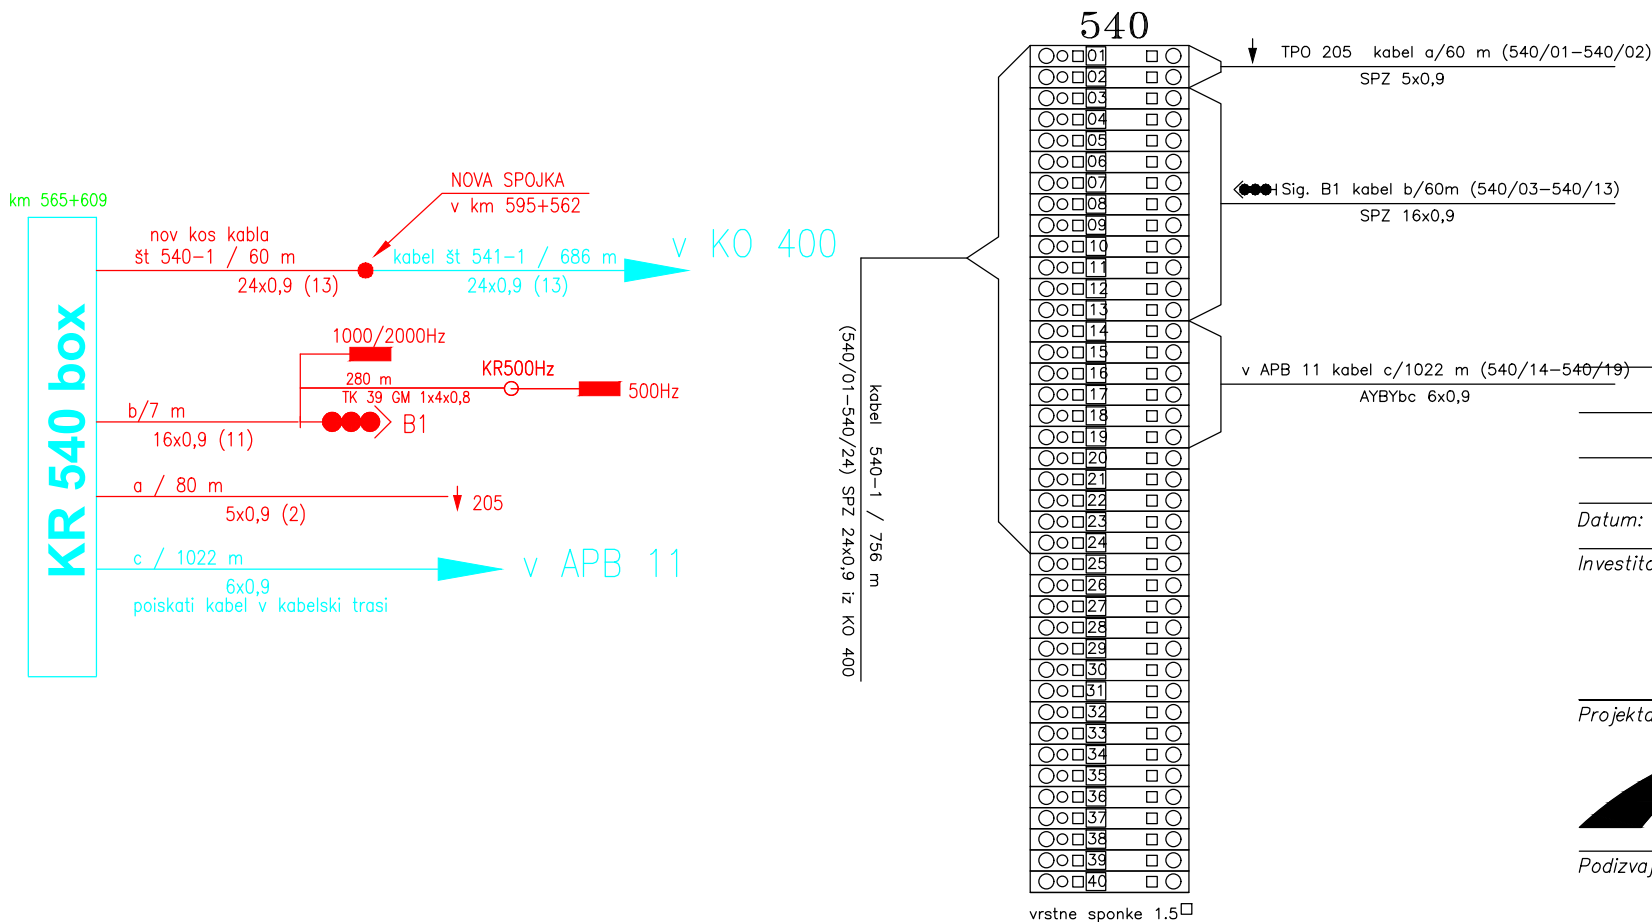 km 565+609
KR 540 box
nov kos kabla
št 540-1 / 60 m
24x0,9 (13)
NOVA SPOJKA
v km 595+562
kabel št 541-1 / 686 m
24x0,9 (13)
v KO 400
1000/2000Hz
280 m
TK 39 GM 1x4x0,8
KR500Hz
500Hz
b/7 m
16x0,9 (11)
B1
a / 80 m
5x0,9 (2)
205
c / 1022 m
6x0,9
poiskati kabel v kabelski trasi
v APB 11
kabel 540-1 / 756 m
(540/01-540/24) SPZ 24x0,9 iz KO 400
540
01
02
03
04
05
06
07
08
09
10
11
12
13
14
15
16
17
18
19
20
21
22
23
24
25
26
27
28
29
30
31
32
33
34
35
36
37
38
39
40
vrstne sponke 1.5
TPO 205 kabel a/60 m (540/01-540/02)
SPZ 5x0,9
Sig. B1 kabel b/60m (540/03-540/13)
SPZ 16x0,9
v APB 11 kabel c/1022 m (540/14-540/19)
AYBYbc 6x0,9
Datum:
Investito
Projekta
Podizvaj